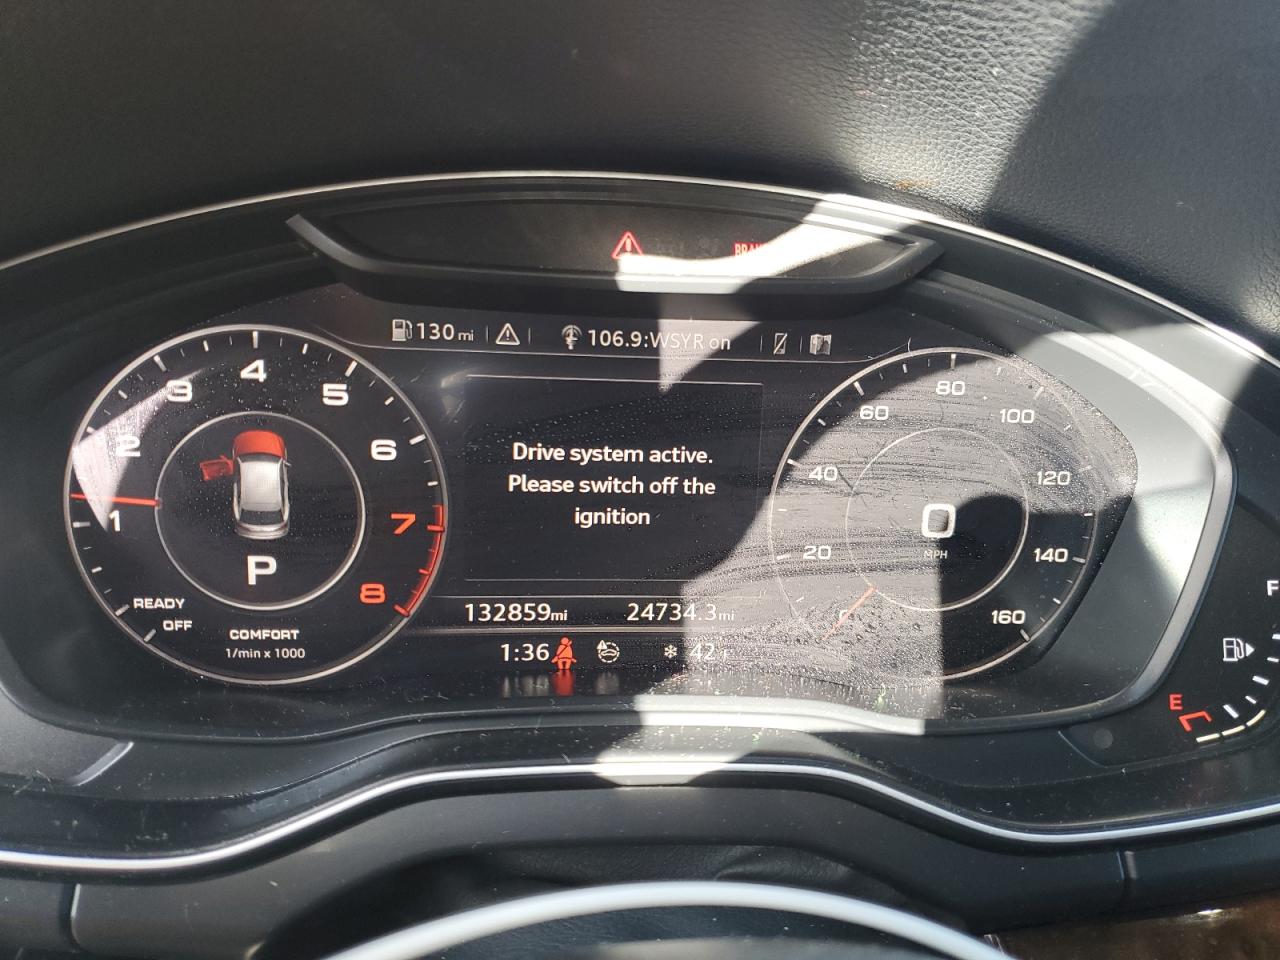 130 mi
106.9:WSYR on
1
2
3
4
5
6
7
8
P
READY
OFF
COMFORT
1/min x 1000
Drive system active.
Please switch off the
ignition
132859mi
24734.3mi
1:36
42
0
20
40
60
80
100
120
140
160
0
MPH
F
E